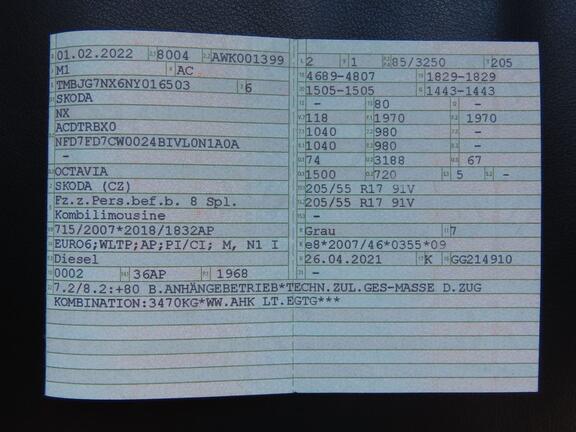 01.02.2022 8004 AWK001399
M1 AC
TMBJG7NX6NY016503 6
SKODA
NX
ACDTRBX0
NFD7FD7CW0024BIVL0N1A0A
-
OCTAVIA
SKODA (CZ)
Fz.z.Pers.bef.b. 8 Spl.
Kombilimousine
715/2007*2018/1832AP
EURO6;WLTP;AP;PI/CI; M, N1 I
Diesel
0002 36AP 1968
7.2/8.2:+80 B.ANHÄNGEBETRIEB*TECHN.ZUL.GES-MASSE D.ZUG
KOMBINATION:3470KG*WW.AHK LT.EGTG***
2 1 85/3250 205
4689-4807 1829-1829
1505-1505 1443-1443
- 80 -
118 1970 1970
1040 980 -
1040 980 -
74 3188 67
1500 720 5 -
205/55 R17 91V
205/55 R17 91V
-
Grau 7
e8*2007/46*0355*09
26.04.2021 K GG214910
-